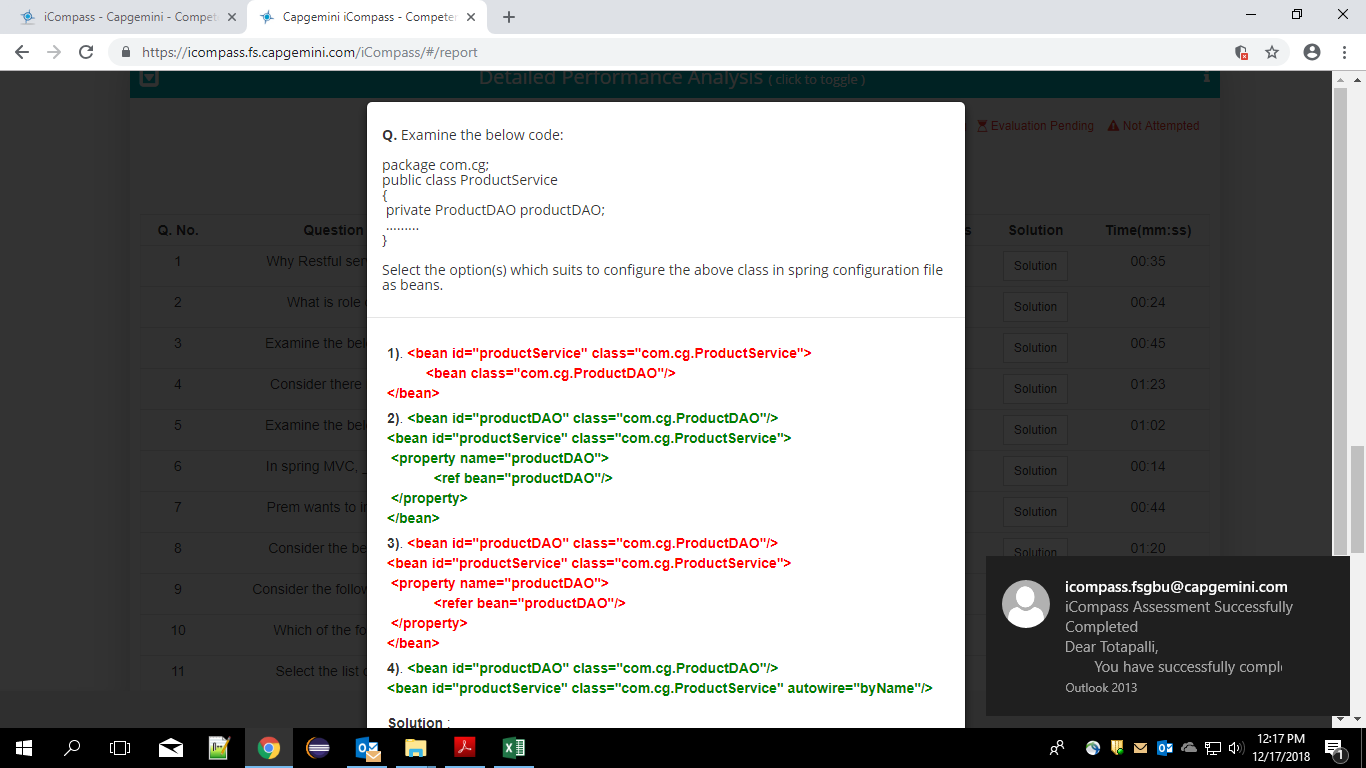 iCompass - Capgemini - Compet
Capgemini iCompass - Competen
https://icompass.fs.capgemini.com/iCompass/#/report
Detailed Performance Analysis ( click to toggle )
Evaluation Pending
Not Attempted
Q. Examine the below code:
package com.cg;
public class ProductService
{
private ProductDAO productDAO;
.........
}
Select the option(s) which suits to configure the above class in spring configuration file
as beans.
1). <bean id="productService" class="com.cg.ProductService">
<bean class="com.cg.ProductDAO"/>
</bean>
2). <bean id="productDAO" class="com.cg.ProductDAO"/>
<bean id="productService" class="com.cg.ProductService">
<property name="productDAO">
<ref bean="productDAO"/>
</property>
</bean>
3). <bean id="productDAO" class="com.cg.ProductDAO"/>
<bean id="productService" class="com.cg.ProductService">
<property name="productDAO">
<refer bean="productDAO"/>
</property>
</bean>
4). <bean id="productDAO" class="com.cg.ProductDAO"/>
<bean id="productService" class="com.cg.ProductService" autowire="byName"/>
Solution :
Q. No. Question s Solution Time(mm:ss)
1 Why Restful ser Solution 00:35
2 What is role Solution 00:24
3 Examine the bel Solution 00:45
4 Consider there Solution 01:23
5 Examine the bel Solution 01:02
6 In spring MVC, _ Solution 00:14
7 Prem wants to i Solution 00:44
8 Consider the be Solution 01:20
9 Consider the follow
10 Which of the fo
11 Select the list
icompass.fsgbu@capgemini.com
iCompass Assessment Successfully
Completed
Dear Totapalli,
You have successfully compl
Outlook 2013
12:17 PM
12/17/2018
1